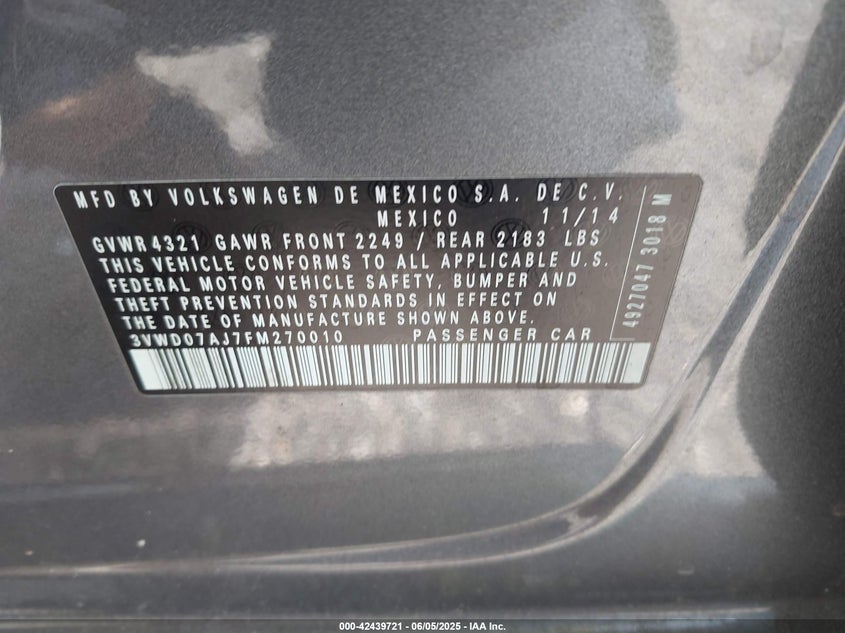 MFD BY VOLKSWAGEN DE MEXICO S.A. DE C.V.
MEXICO 11/14
GVWR 4321 GAWR FRONT 2249 / REAR 2183 LBS
THIS VEHICLE CONFORMS TO ALL APPLICABLE U.S.
FEDERAL MOTOR VEHICLE SAFETY, BUMPER AND
THEFT PREVENTION STANDARDS IN EFFECT ON
THE DATE OF MANUFACTURE SHOWN ABOVE.
3VWD07AJ7FM270010 PASSENGER CAR
4927047 3018 M
000-42439721 | 06/05/2025 - IAA Inc.